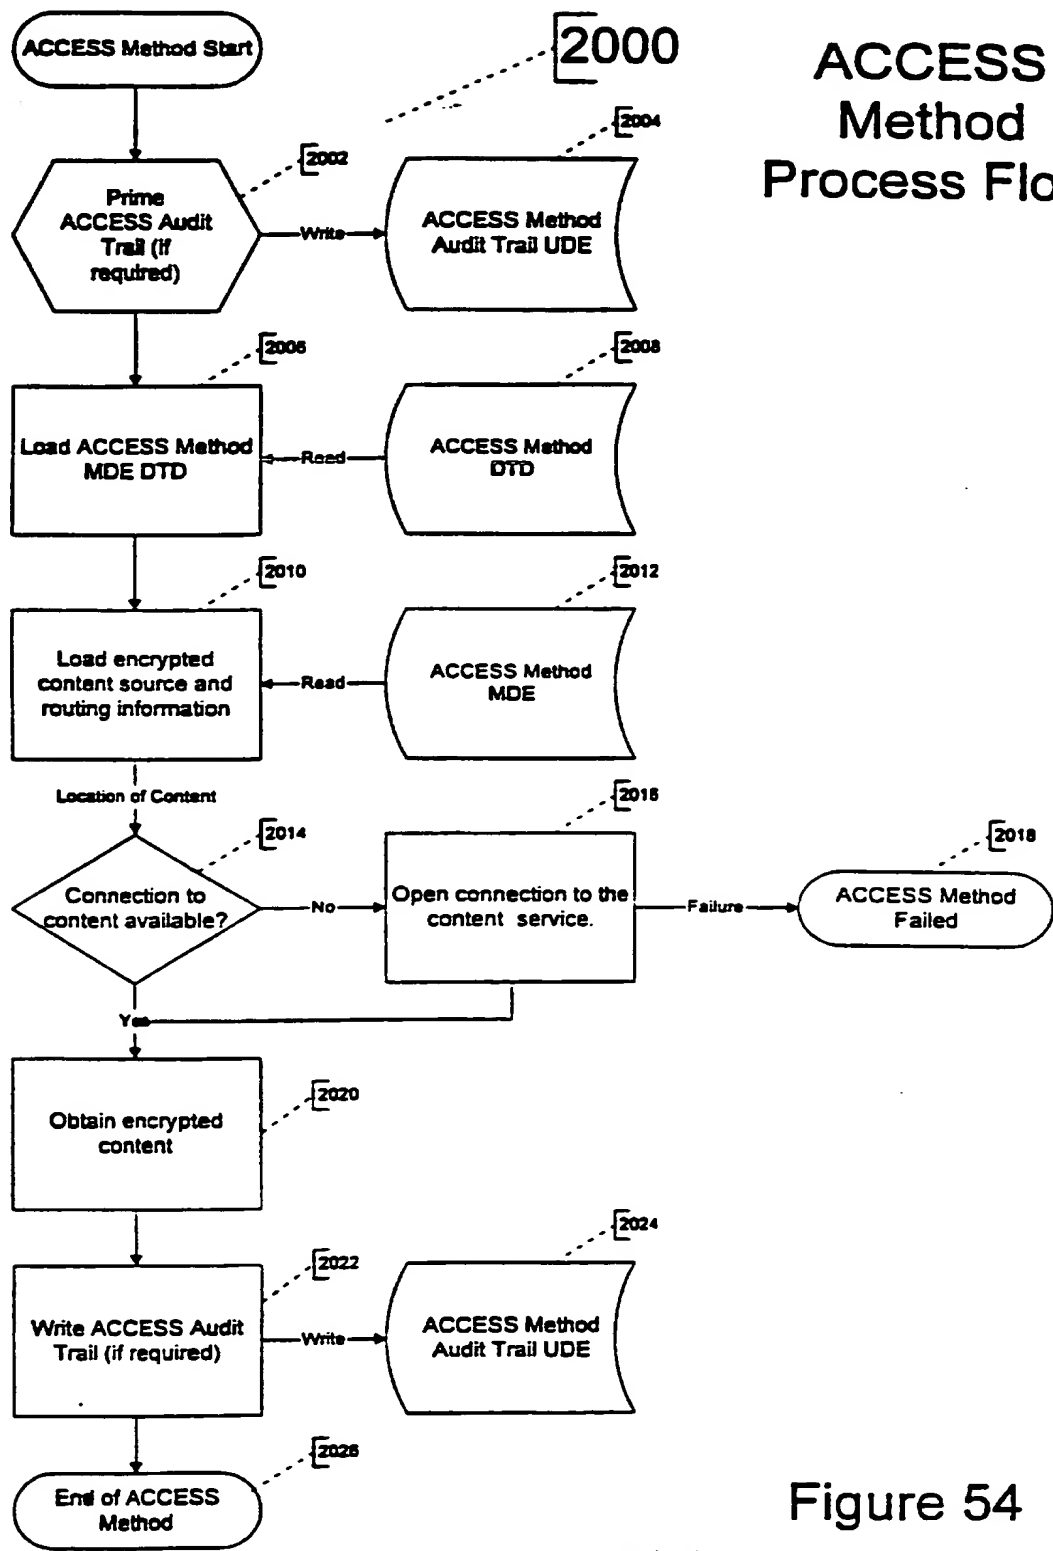 ACCESS Method Start
2000
ACCESS
Method
Process Flo
2002
2004
Prime
ACCESS Audit
Trail (if
required)
Write
ACCESS Method
Audit Trail UDE
2006
2008
Load ACCESS Method
MDE DTD
Read
ACCESS Method
DTD
2010
2012
Load encrypted
content source and
routing information
Read
ACCESS Method
MDE
Location of Content
2014
2016
2018
Connection to
content available?
No
Open connection to the
content service.
Failure
ACCESS Method
Failed
Yes
Obtain encrypted
content
2020
2022
2024
Write ACCESS Audit
Trail (if required)
Write
ACCESS Method
Audit Trail UDE
2026
End of ACCESS
Method
Figure 54